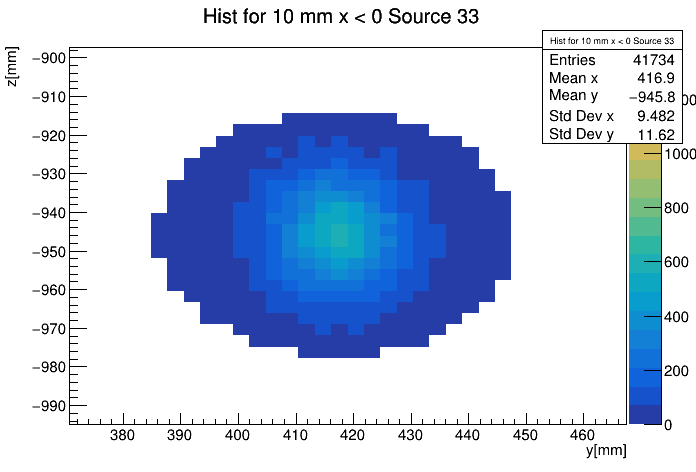 Hist for 10 mm x < 0 Source 33
Hist for 10 mm x < 0 Source 33
Entries 41734
Mean x 416.9
Mean y −945.8
Std Dev x 9.482
Std Dev y 11.62
z[mm]
−900
−910
−920
−930
−940
−950
−960
−970
−980
−990
380 390 400 410 420 430 440 450 460
y[mm]
1000
800
600
400
200
0